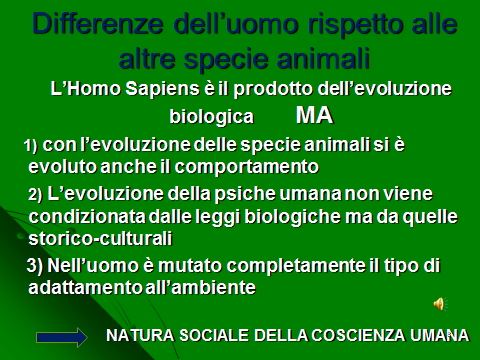 Differenze dell’uomo rispetto alle
altre specie animali
L’Homo Sapiens è il prodotto dell’evoluzione
biologica MA
1) con l’evoluzione delle specie animali si è
evoluto anche il comportamento
2) L’evoluzione della psiche umana non viene
condizionata dalle leggi biologiche ma da quelle
storico-culturali
3) Nell’uomo è mutato completamente il tipo di
adattamento all’ambiente
NATURA SOCIALE DELLA COSCIENZA UMANA